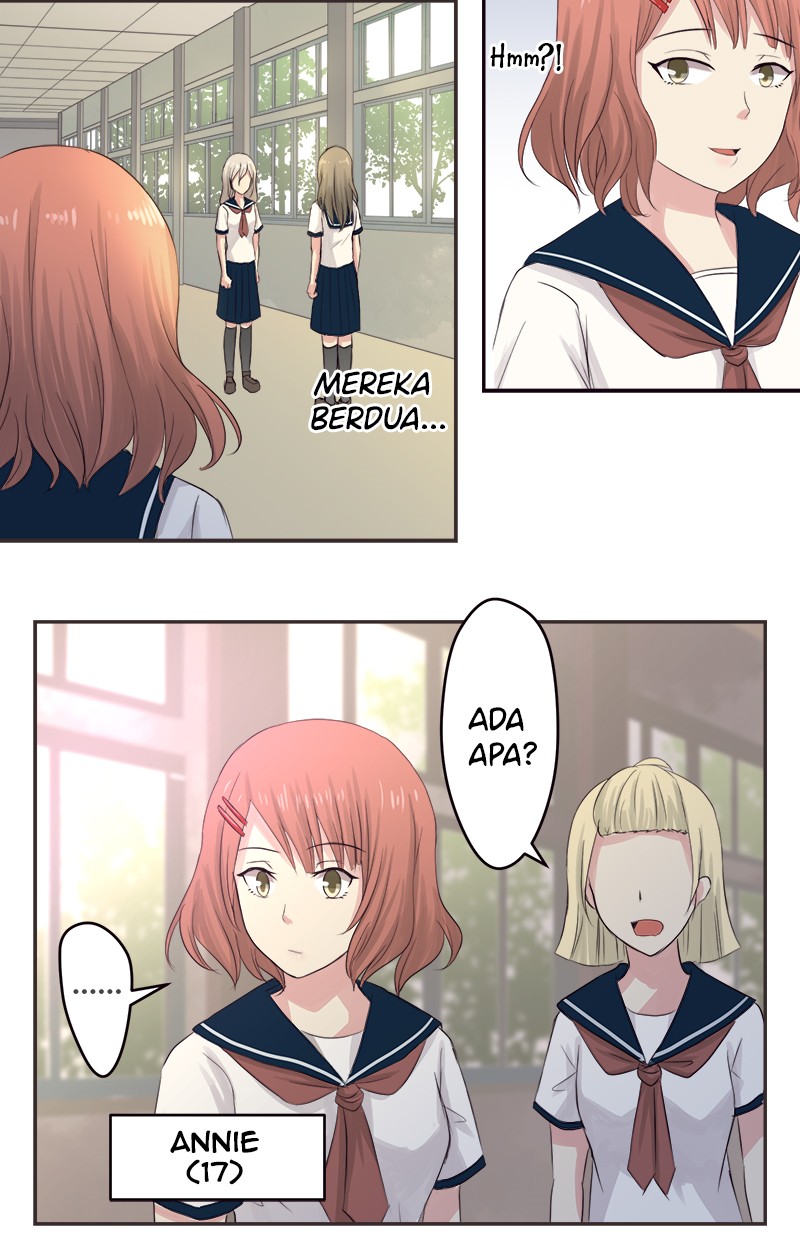 Hmm?!
MEREKA
BERDUA...
ADA
APA?
......
ANNIE
(17)